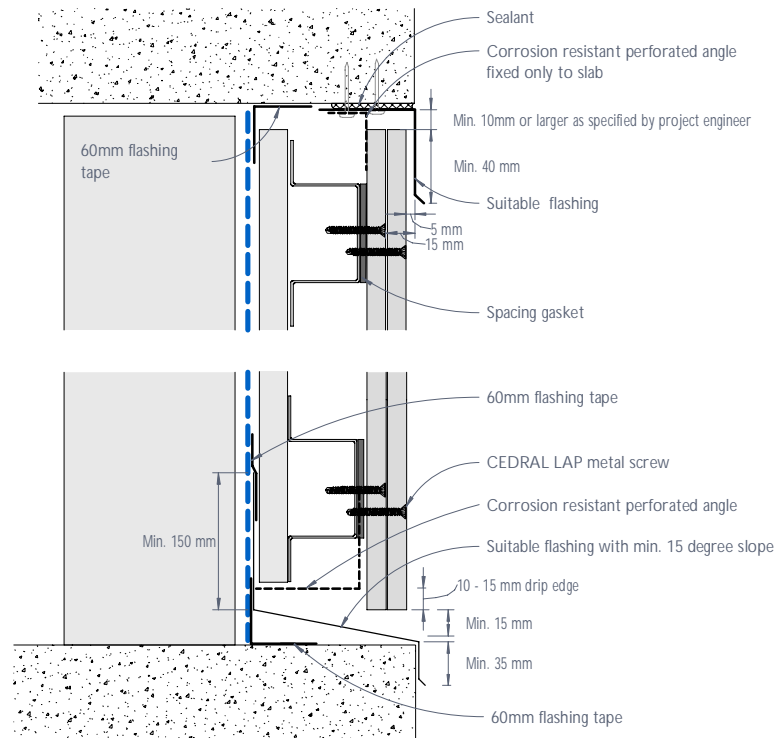 Sealant
Corrosion resistant perforated angle
fixed only to slab
Min. 10mm or larger as specified by project engineer
60mm flashing
tape
Min. 40 mm
Suitable flashing
5 mm
15 mm
Spacing gasket
60mm flashing tape
CEDRAL LAP metal screw
Corrosion resistant perforated angle
Min. 150 mm
Suitable flashing with min. 15 degree slope
10 - 15 mm drip edge
Min. 15 mm
Min. 35 mm
60mm flashing tape